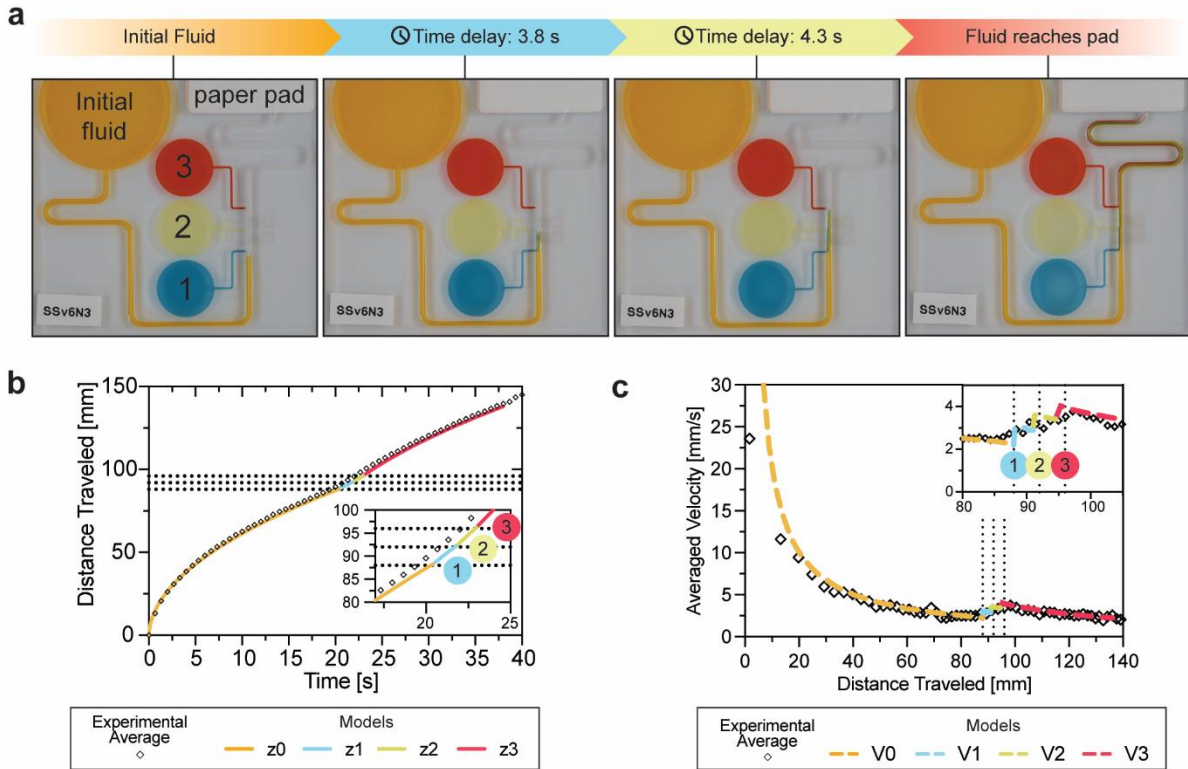 a
Initial Fluid
Time delay: 3.8 s
Time delay: 4.3 s
Fluid reaches pad
Initial
fluid
paper pad
3
2
1
SSv6N3
SSv6N3
SSv6N3
SSv6N3
b
Distance Traveled [mm]
150
100
50
0
0 5 10 15 20 25 30 35 40
Time [s]
100
95
90
85
80
20 25
1
2
3
Experimental
Average
Models
z0 z1 z2 z3
c
Averaged Velocity [mm/s]
30
25
20
15
10
5
0
0 20 40 60 80 100 120 140
Distance Traveled [mm]
4
2
0
80 90 100
1 2 3
Experimental
Average
Models
V0 V1 V2 V3